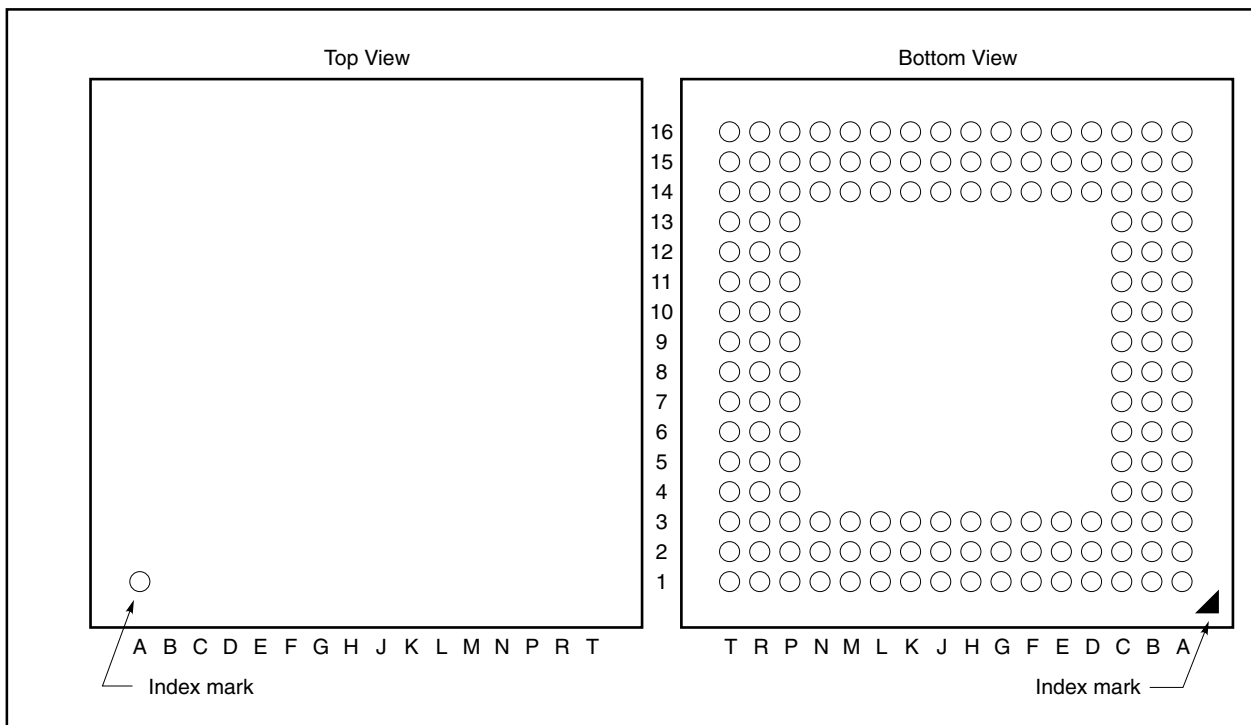 Top View
Bottom View
16
15
14
13
12
11
10
9
8
7
6
5
4
3
2
1
A B C D E F G H J K L M N P R T
T R P N M L K J H G F E D C B A
Index mark
Index mark